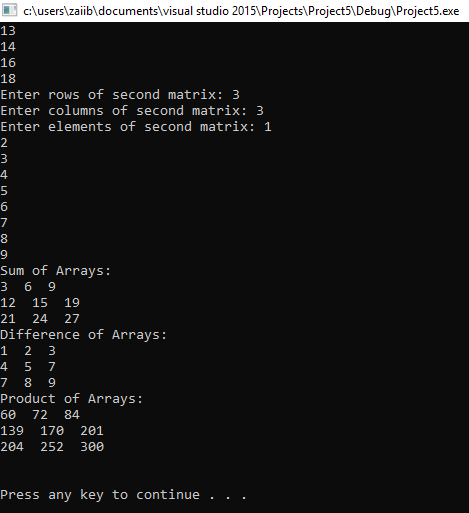 c:\users\zaiib\documents\visual studio 2015\Projects\Project5\Debug\Project5.exe
13
14
16
18
Enter rows of second matrix: 3
Enter columns of second matrix: 3
Enter elements of second matrix: 1
2
3
4
5
6
7
8
9
Sum of Arrays:
3  6  9
12  15  19
21  24  27
Difference of Arrays:
1  2  3
4  5  7
7  8  9
Product of Arrays:
60  72  84
139  170  201
204  252  300
Press any key to continue . . .